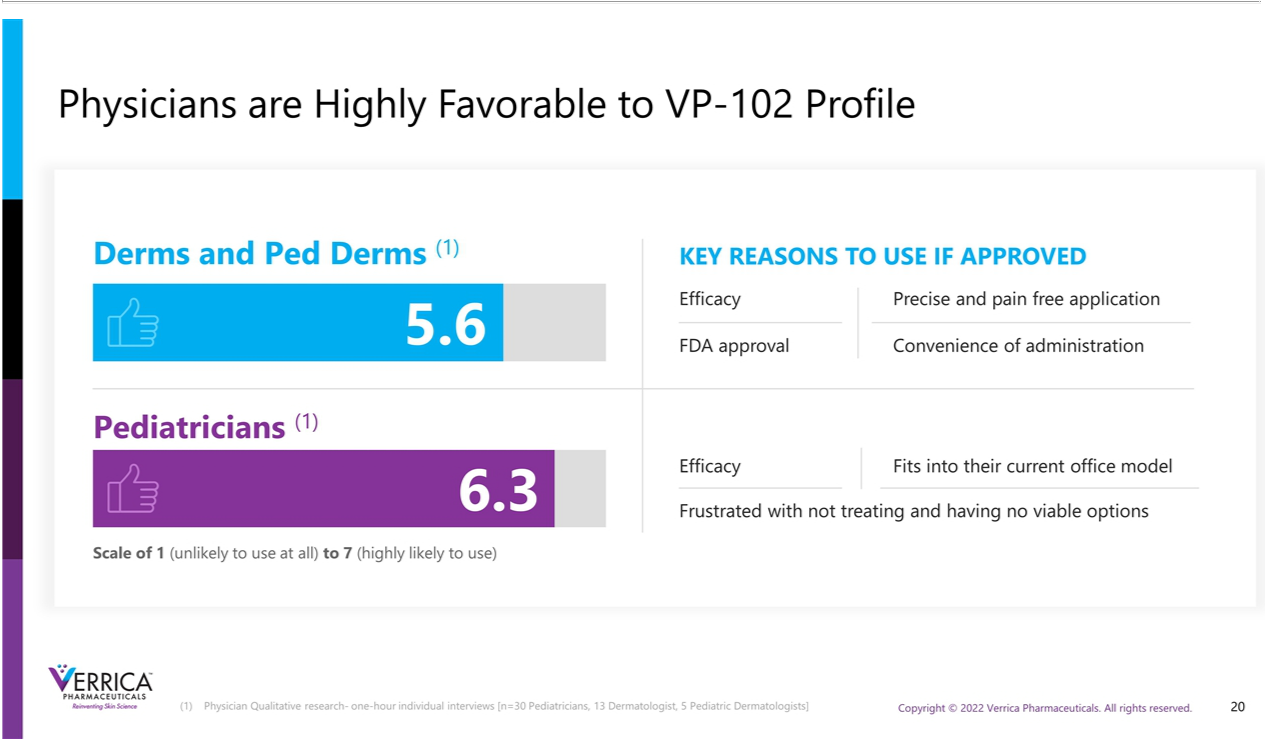 Physicians are Highly Favorable to VP-102 Profile
Derms and Ped Derms (1)
5.6
KEY REASONS TO USE IF APPROVED
Efficacy
Precise and pain free application
FDA approval
Convenience of administration
Pediatricians (1)
6.3
Scale of 1 (unlikely to use at all) to 7 (highly likely to use)
Efficacy
Fits into their current office model
Frustrated with not treating and having no viable options
VERRICA™
PHARMACEUTICALS
Reinventing Skin Science
(1) Physician Qualitative research- one-hour individual interviews [n=30 Pediatricians, 13 Dermatologist, 5 Pediatric Dermatologists]
Copyright © 2022 Verrica Pharmaceuticals. All rights reserved.
20